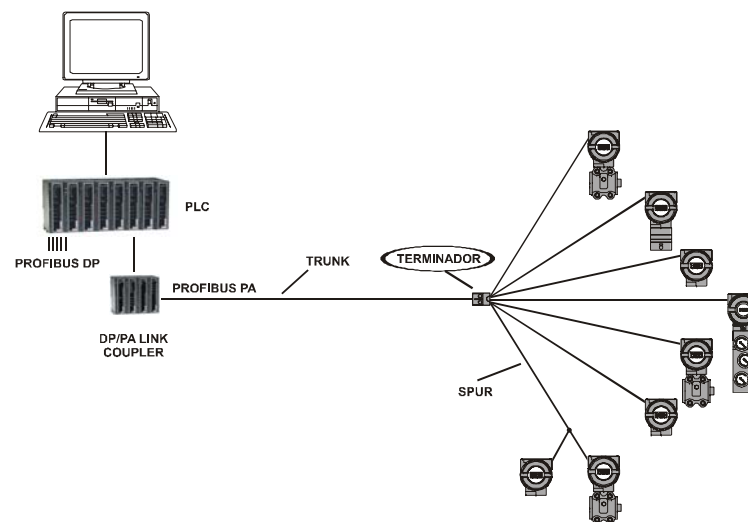 PLC
PROFIBUS DP
TRUNK
TERMINADOR
PROFIBUS PA
DP/PA LINK
COUPLER
SPUR